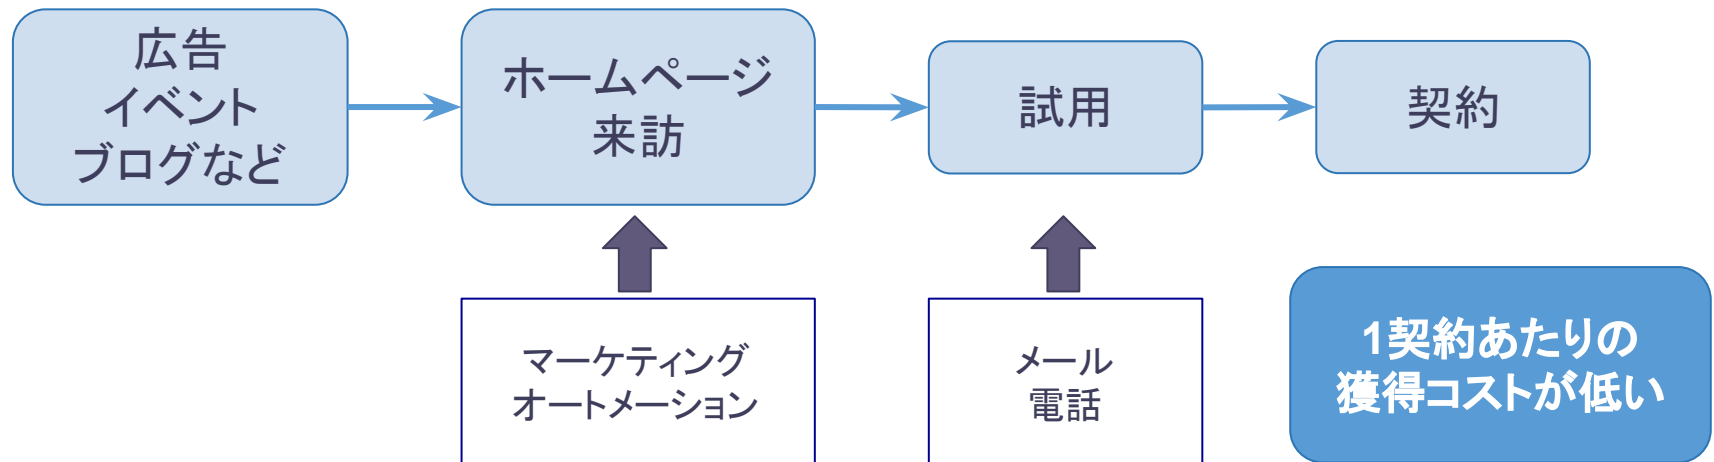 広告
イベント
ブログなど
ホームページ
来訪
試用
契約
マーケティング
オートメーション
メール
電話
1契約あたりの
獲得コストが低い